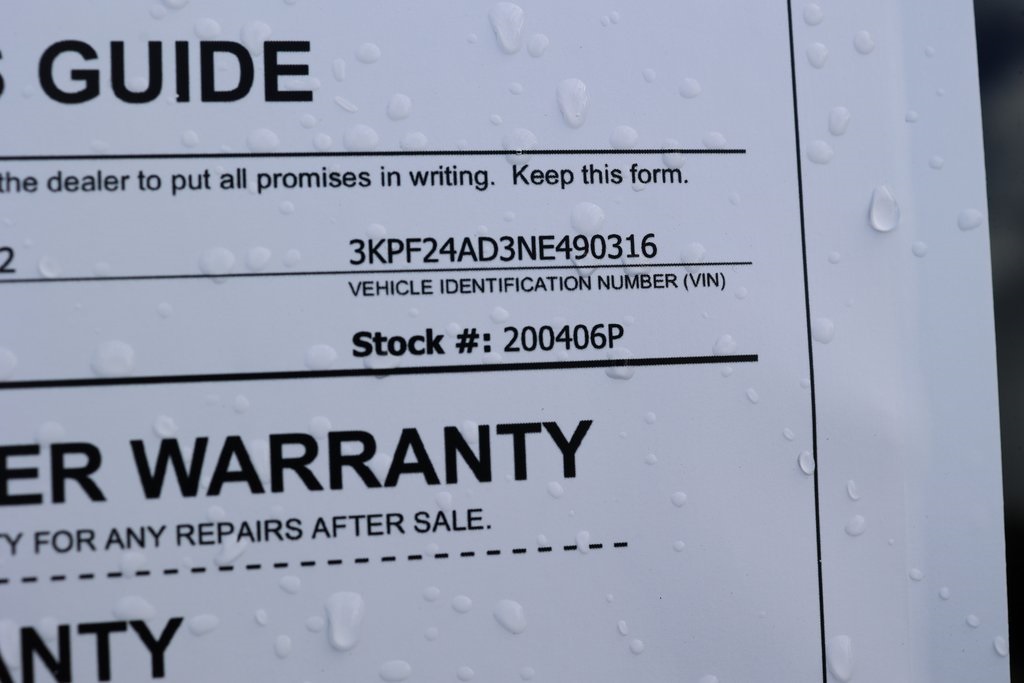 S GUIDE
the dealer to put all promises in writing. Keep this form.
2 3KPF24AD3NE490316
VEHICLE IDENTIFICATION NUMBER (VIN)
Stock #: 200406P
ER WARRANTY
TY FOR ANY REPAIRS AFTER SALE.
ANTY